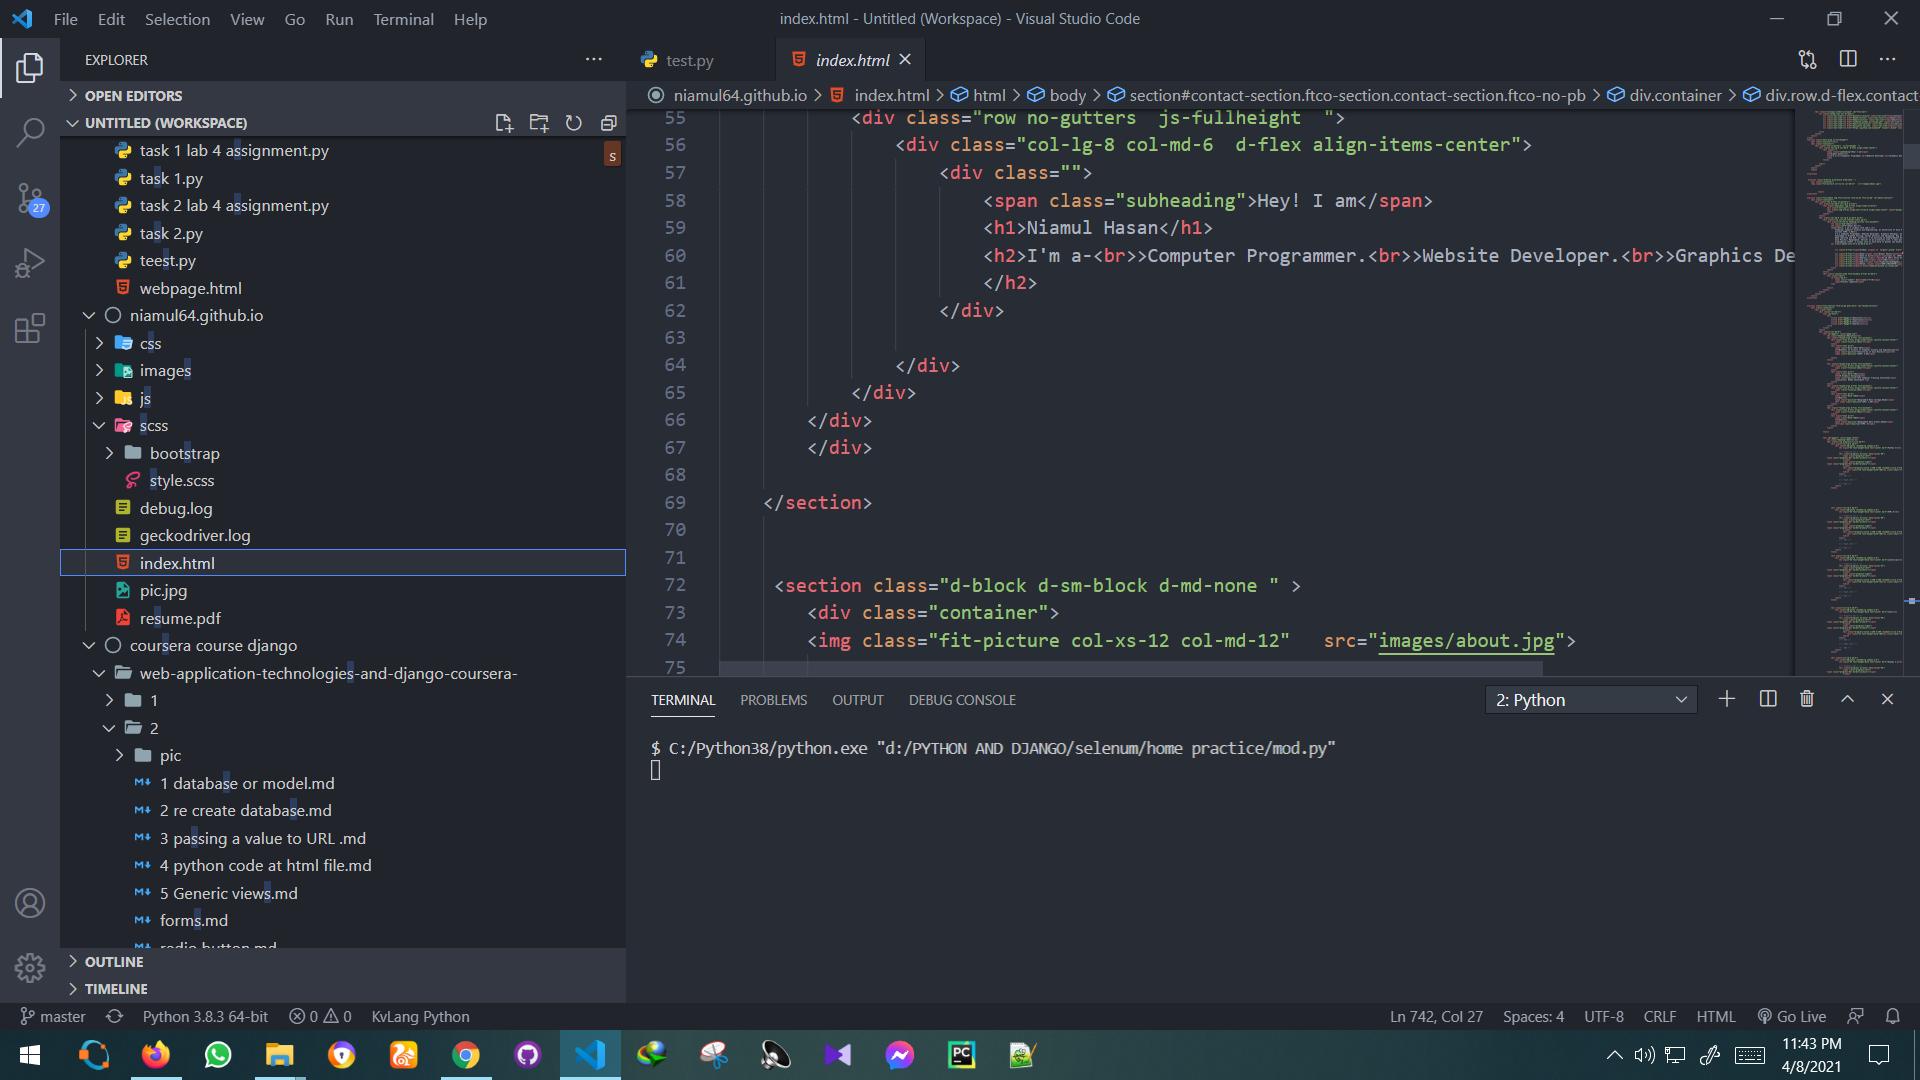 File Edit Selection View Go Run Terminal Help
index.html - Untitled (Workspace) - Visual Studio Code
EXPLORER
OPEN EDITORS
UNTITLED (WORKSPACE)
task 1 lab 4 assignment.py
s
task 1.py
task 2 lab 4 assignment.py
task 2.py
teest.py
webpage.html
niamul64.github.io
css
images
js
scss
bootstrap
style.scss
debug.log
geckodriver.log
index.html
pic.jpg
resume.pdf
coursera course django
web-application-technologies-and-django-coursera-
1
2
pic
1 database or model.md
2 re create database.md
3 passing a value to URL .md
4 python code at html file.md
5 Generic views.md
forms.md
radio button.md
OUTLINE
TIMELINE
27
test.py
index.html
niamul64.github.io > index.html > html > body > section#contact-section.ftco-section.contact-section.ftco-no-pb > div.container > div.row.d-flex.contact
55 <div class="row no-gutters  js-fullheight  ">
56 <div class="col-lg-8 col-md-6  d-flex align-items-center">
57 <div class="">
58 <span class="subheading">Hey! I am</span>
59 <h1>Niamul Hasan</h1>
60 <h2>I'm a-<br>>Computer Programmer.<br>>Website Developer.<br>>Graphics De
61 </h2>
62 </div>
63
64 </div>
65 </div>
66 </div>
67 </div>
68
69 </section>
70
71
72 <section class="d-block d-sm-block d-md-none " >
73 <div class="container">
74 <img class="fit-picture col-xs-12 col-md-12"   src="images/about.jpg">
75
TERMINAL PROBLEMS OUTPUT DEBUG CONSOLE
2: Python
$ C:/Python38/python.exe "d:/PYTHON AND DJANGO/selenum/home practice/mod.py"
master Python 3.8.3 64-bit 0 0 KvLang Python
Ln 742, Col 27 Spaces: 4 UTF-8 CRLF HTML Go Live
PC
11:43 PM
4/8/2021